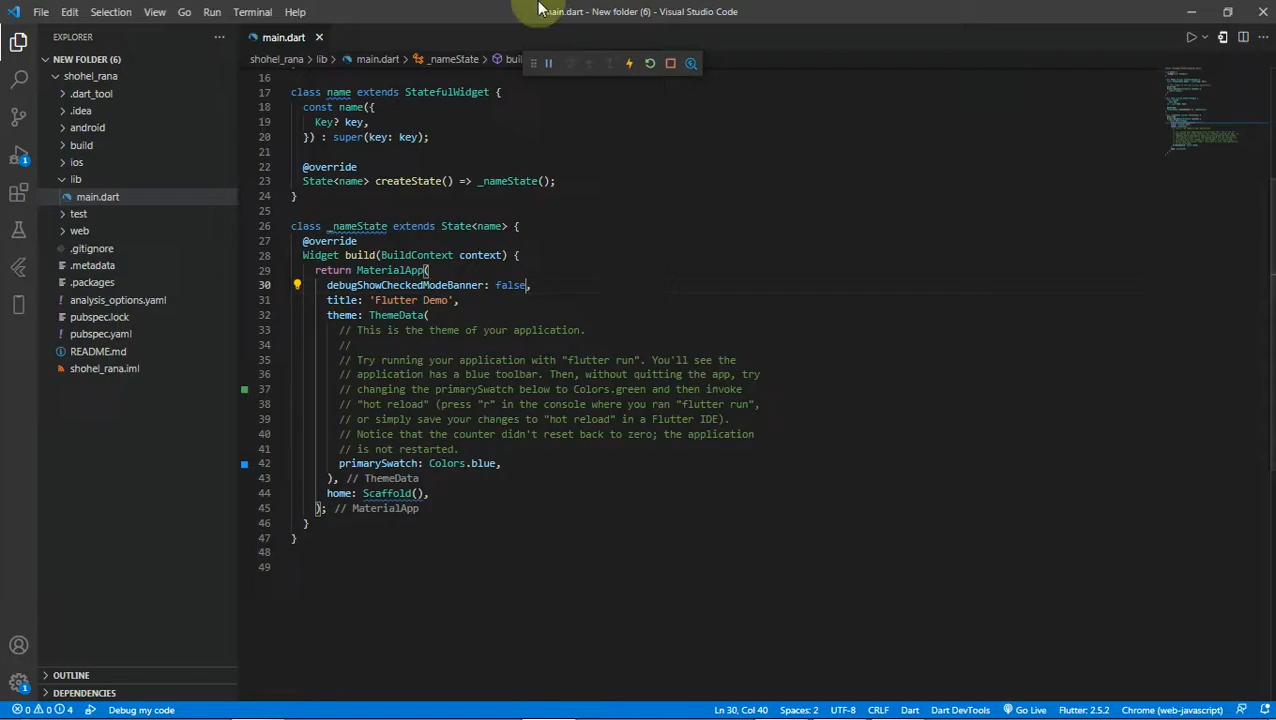 File Edit Selection View Go Run Terminal Help
main.dart - New folder (6) - Visual Studio Code
EXPLORER
NEW FOLDER (6)
shohel_rana
.dart_tool
.idea
android
build
ios
lib
main.dart
test
web
.gitignore
.metadata
.packages
analysis_options.yaml
pubspec.lock
pubspec.yaml
README.md
shohel_rana.iml
OUTLINE
DEPENDENCIES
1
1
main.dart
shohel_rana > lib > main.dart > _nameState >
16
17 class name extends StatefulWidget {
18 const name({
19 Key? key,
20 }) : super(key: key);
21
22 @override
23 State<name> createState() => _nameState();
24 }
25
26 class _nameState extends State<name> {
27 @override
28 Widget build(BuildContext context) {
29 return MaterialApp(
30 debugShowCheckedModeBanner: false,
31 title: 'Flutter Demo',
32 theme: ThemeData(
33 // This is the theme of your application.
34 //
35 // Try running your application with "flutter run". You'll see the
36 // application has a blue toolbar. Then, without quitting the app, try
37 // changing the primarySwatch below to Colors.green and then invoke
38 // "hot reload" (press "r" in the console where you ran "flutter run",
39 // or simply save your changes to "hot reload" in a Flutter IDE).
40 // Notice that the counter didn't reset back to zero; the application
41 // is not restarted.
42 primarySwatch: Colors.blue,
43 ), // ThemeData
44 home: Scaffold(),
45 ); // MaterialApp
46 }
47 }
48
49
0 0 4 Debug my code
Ln 30, Col 40 Spaces: 2 UTF-8 CRLF Dart Dart DevTools Go Live Flutter: 2.5.2 Chrome (web-javascript)